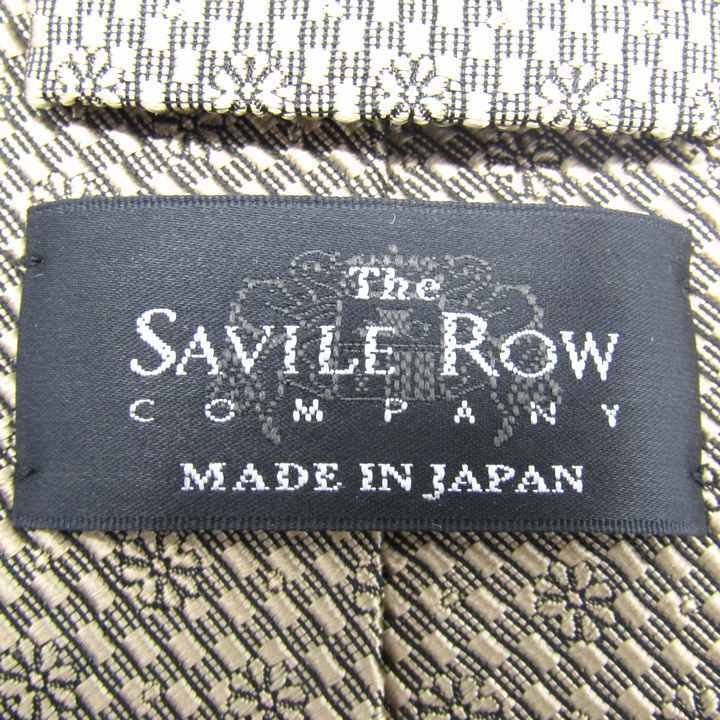 The
SAVILE ROW
COMPANY
MADE IN JAPAN